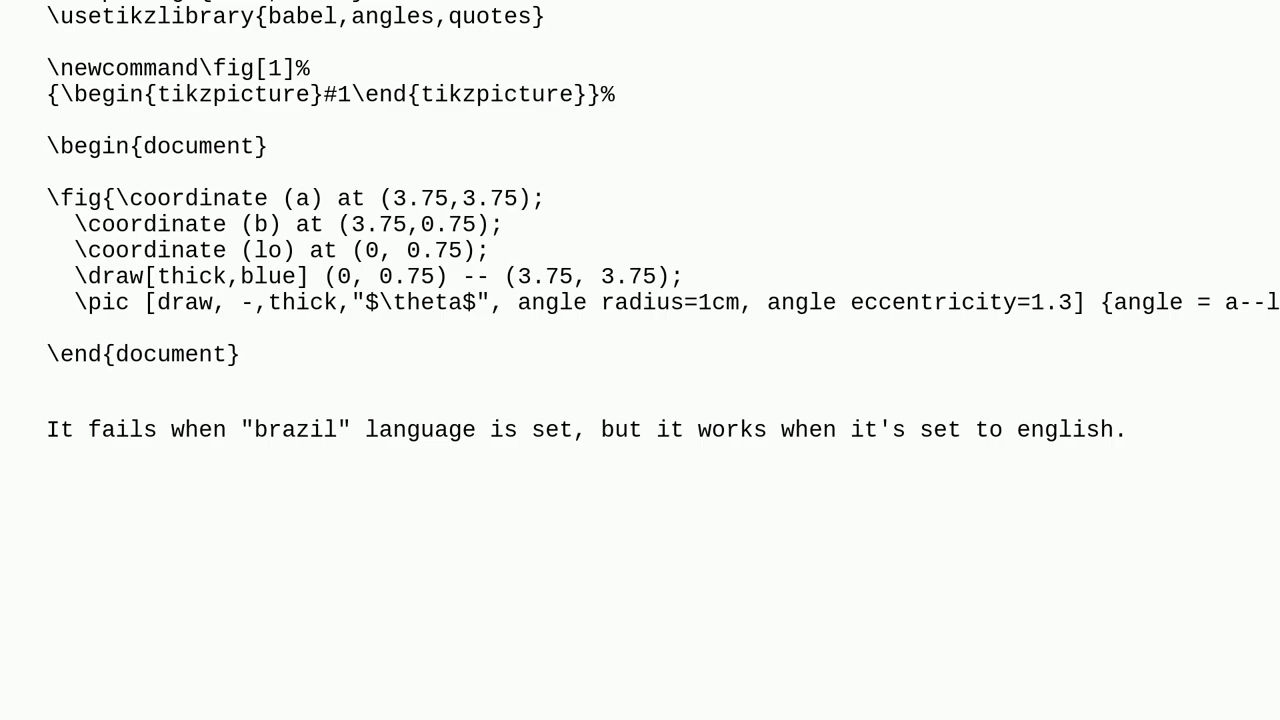 \usetikzlibrary{babel,angles,quotes}
\newcommand\fig[1]%
{\begin{tikzpicture}#1\end{tikzpicture}}%
\begin{document}
\fig{\coordinate (a) at (3.75,3.75);
  \coordinate (b) at (3.75,0.75);
  \coordinate (lo) at (0, 0.75);
  \draw[thick,blue] (0, 0.75) -- (3.75, 3.75);
  \pic [draw, -,thick,"$\theta$", angle radius=1cm, angle eccentricity=1.3] {angle = a--l
\end{document}
It fails when "brazil" language is set, but it works when it's set to english.